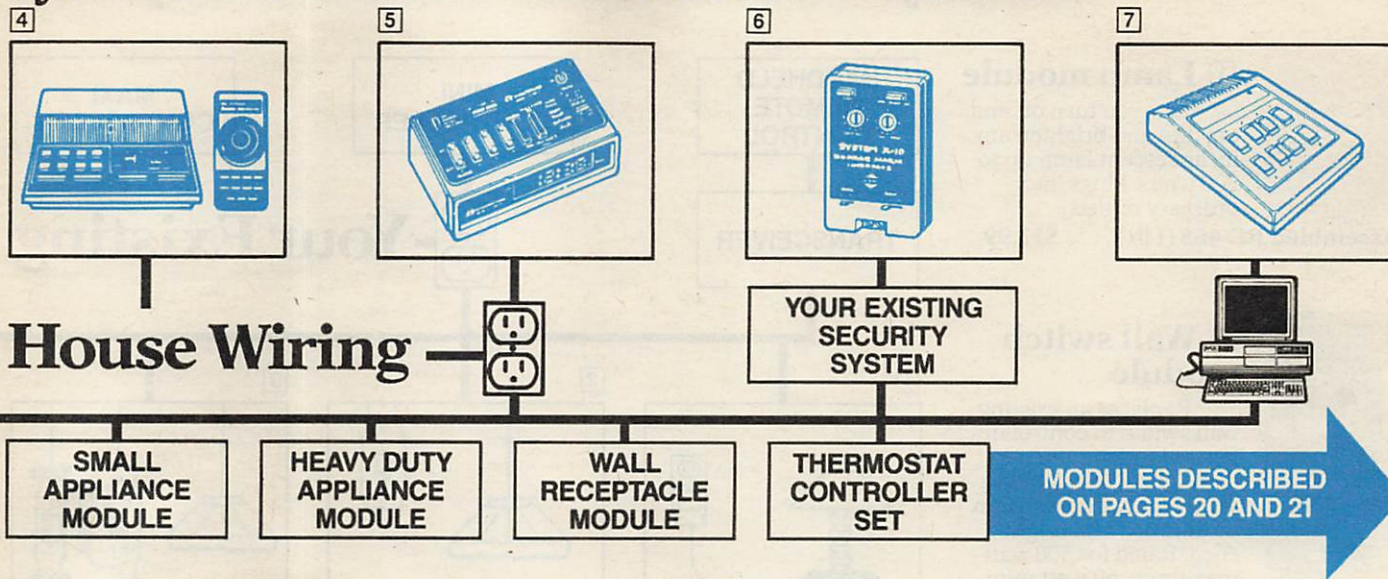 4
5
6
7
SYSTEM X-10
House Wiring
YOUR EXISTING
SECURITY
SYSTEM
SMALL
APPLIANCE
MODULE
HEAVY DUTY
APPLIANCE
MODULE
WALL
RECEPTACLE
MODULE
THERMOSTAT
CONTROLLER
SET
MODULES DESCRIBED
ON PAGES 20 AND 21